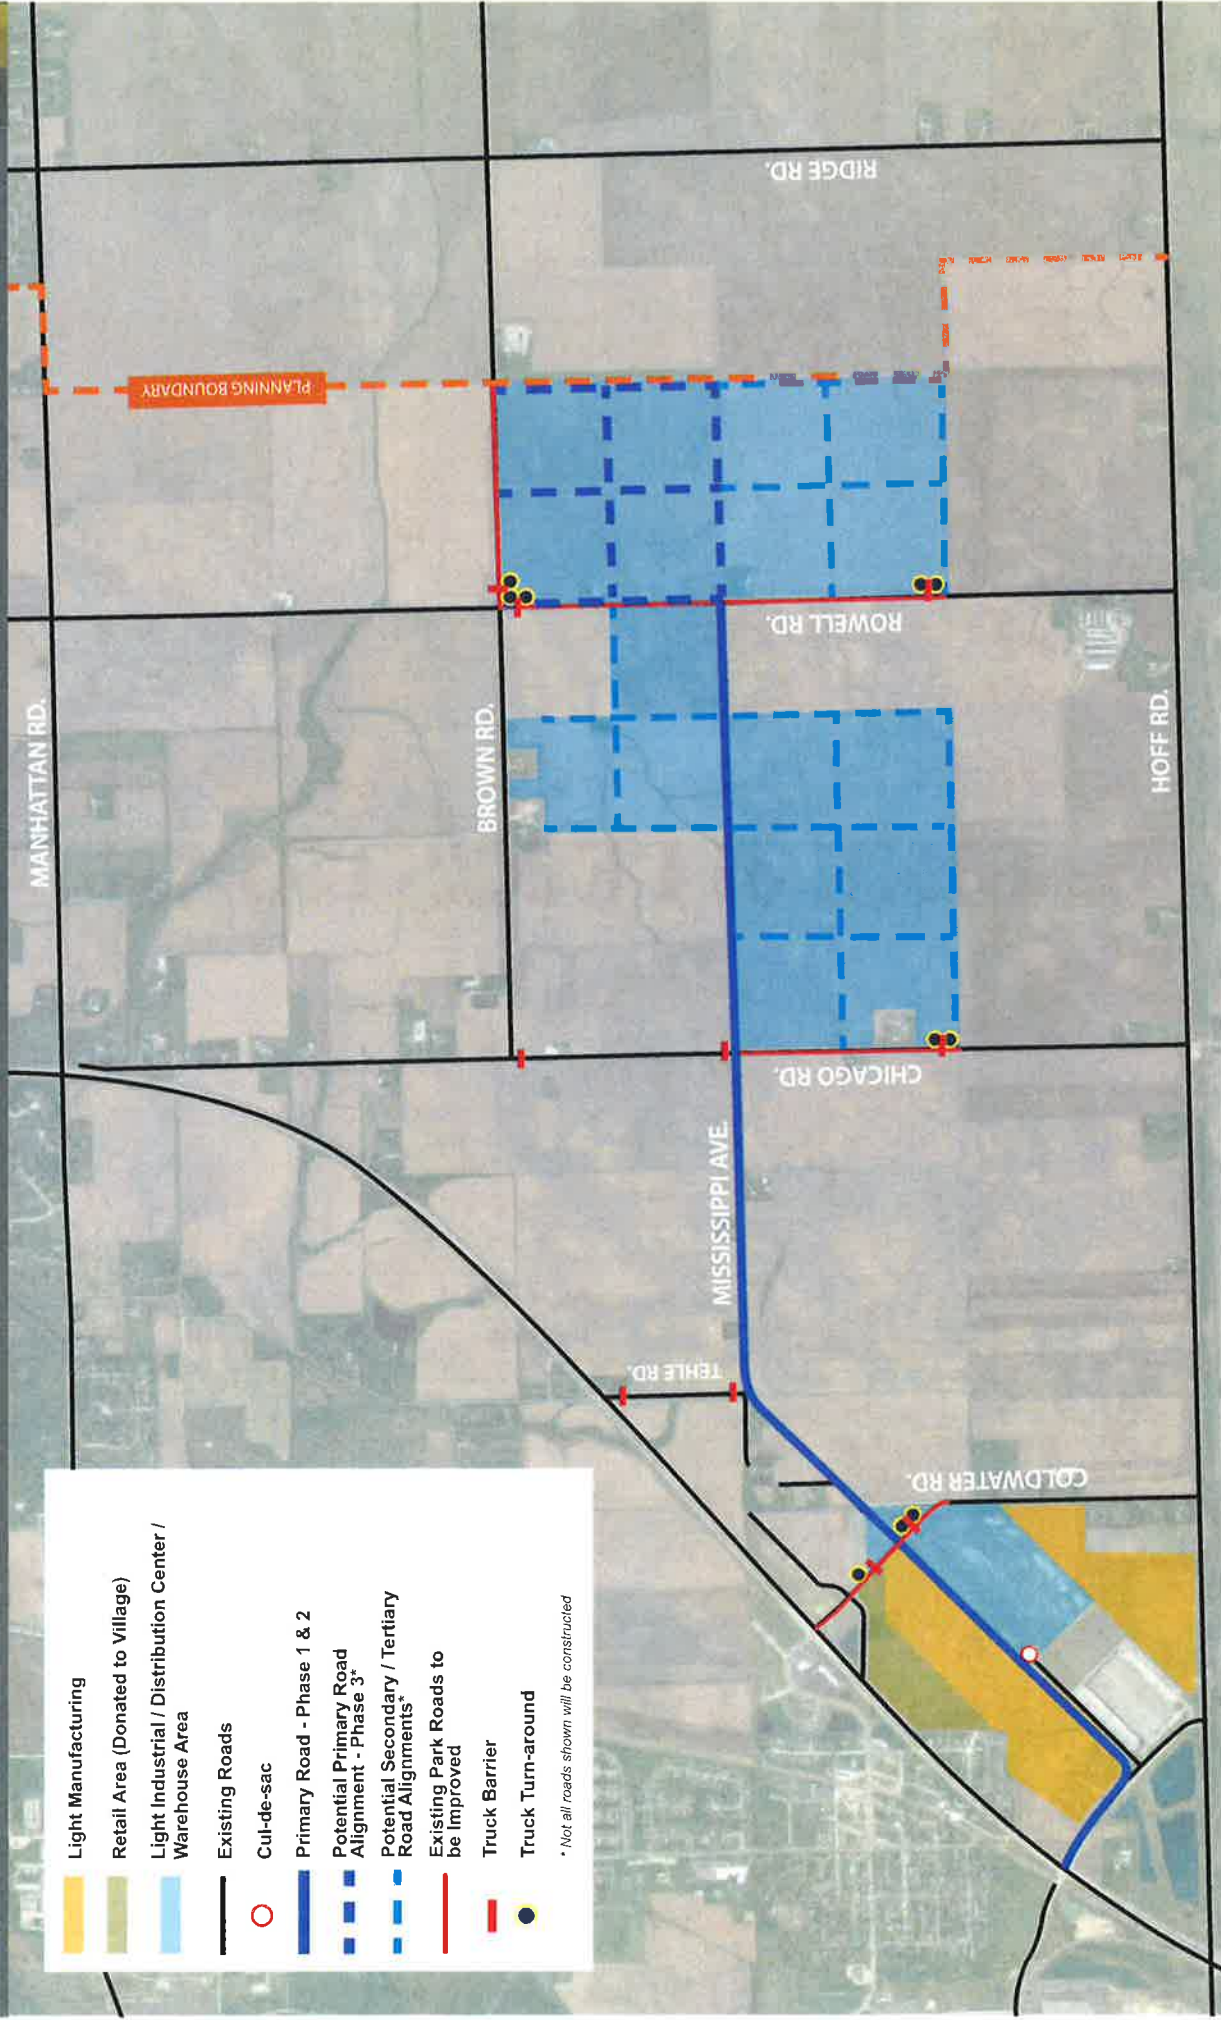 MANHATTAN RD.
BROWN RD.
HOFF RD.
MISSISSIPPI AVE.
RIDGE RD.
PLANNING BOUNDARY
ROWELL RD.
CHICAGO RD.
TEHLE RD.
COLDWATER RD.
Light Manufacturing
Retail Area (Donated to Village)
Light Industrial / Distribution Center /
Warehouse Area
Existing Roads
Cul-de-sac
Primary Road - Phase 1 & 2
Potential Primary Road
Alignment - Phase 3*
Potential Secondary / Tertiary
Road Alignments*
Existing Park Roads to
be Improved
Truck Barrier
Truck Turn-around
* Not all roads shown will be constructed